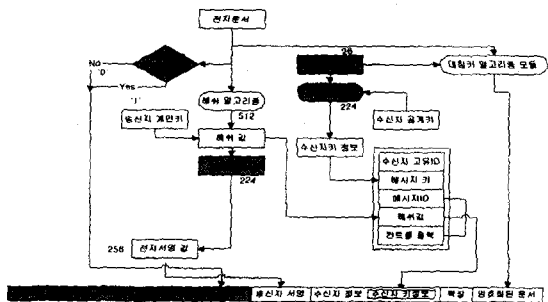 전자문서
No
'0'
Yes
'1'
28
대칭키 알고리즘 모듈
해쉬 알고리즘
512
224
송신자 개인키
수신자 공개키
해쉬 값
수신자키 정보
224
수신자 고유ID
메시지 키
메시지ID
해쉬값
컨트롤 블럭
256
전자서명 값
송신자 서명
수신자 정보
수신자 키정보
확장
암호화된 문서